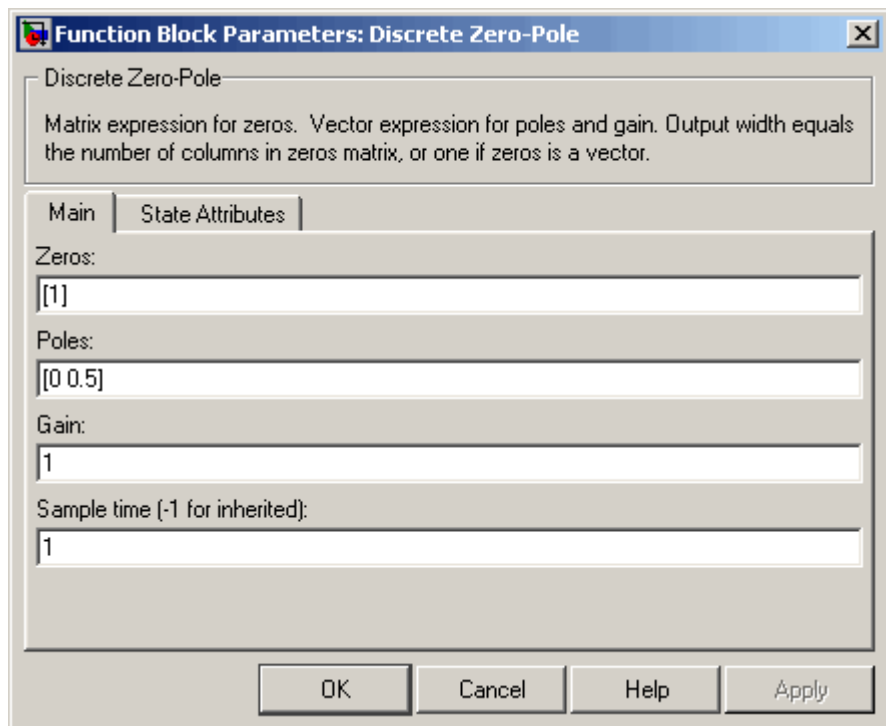 Function Block Parameters: Discrete Zero-Pole
Discrete Zero-Pole
Matrix expression for zeros.  Vector expression for poles and gain. Output width equals
the number of columns in zeros matrix, or one if zeros is a vector.
Main State Attributes
Zeros:
[1]
Poles:
[0 0.5]
Gain:
1
Sample time (-1 for inherited):
1
OK Cancel Help Apply